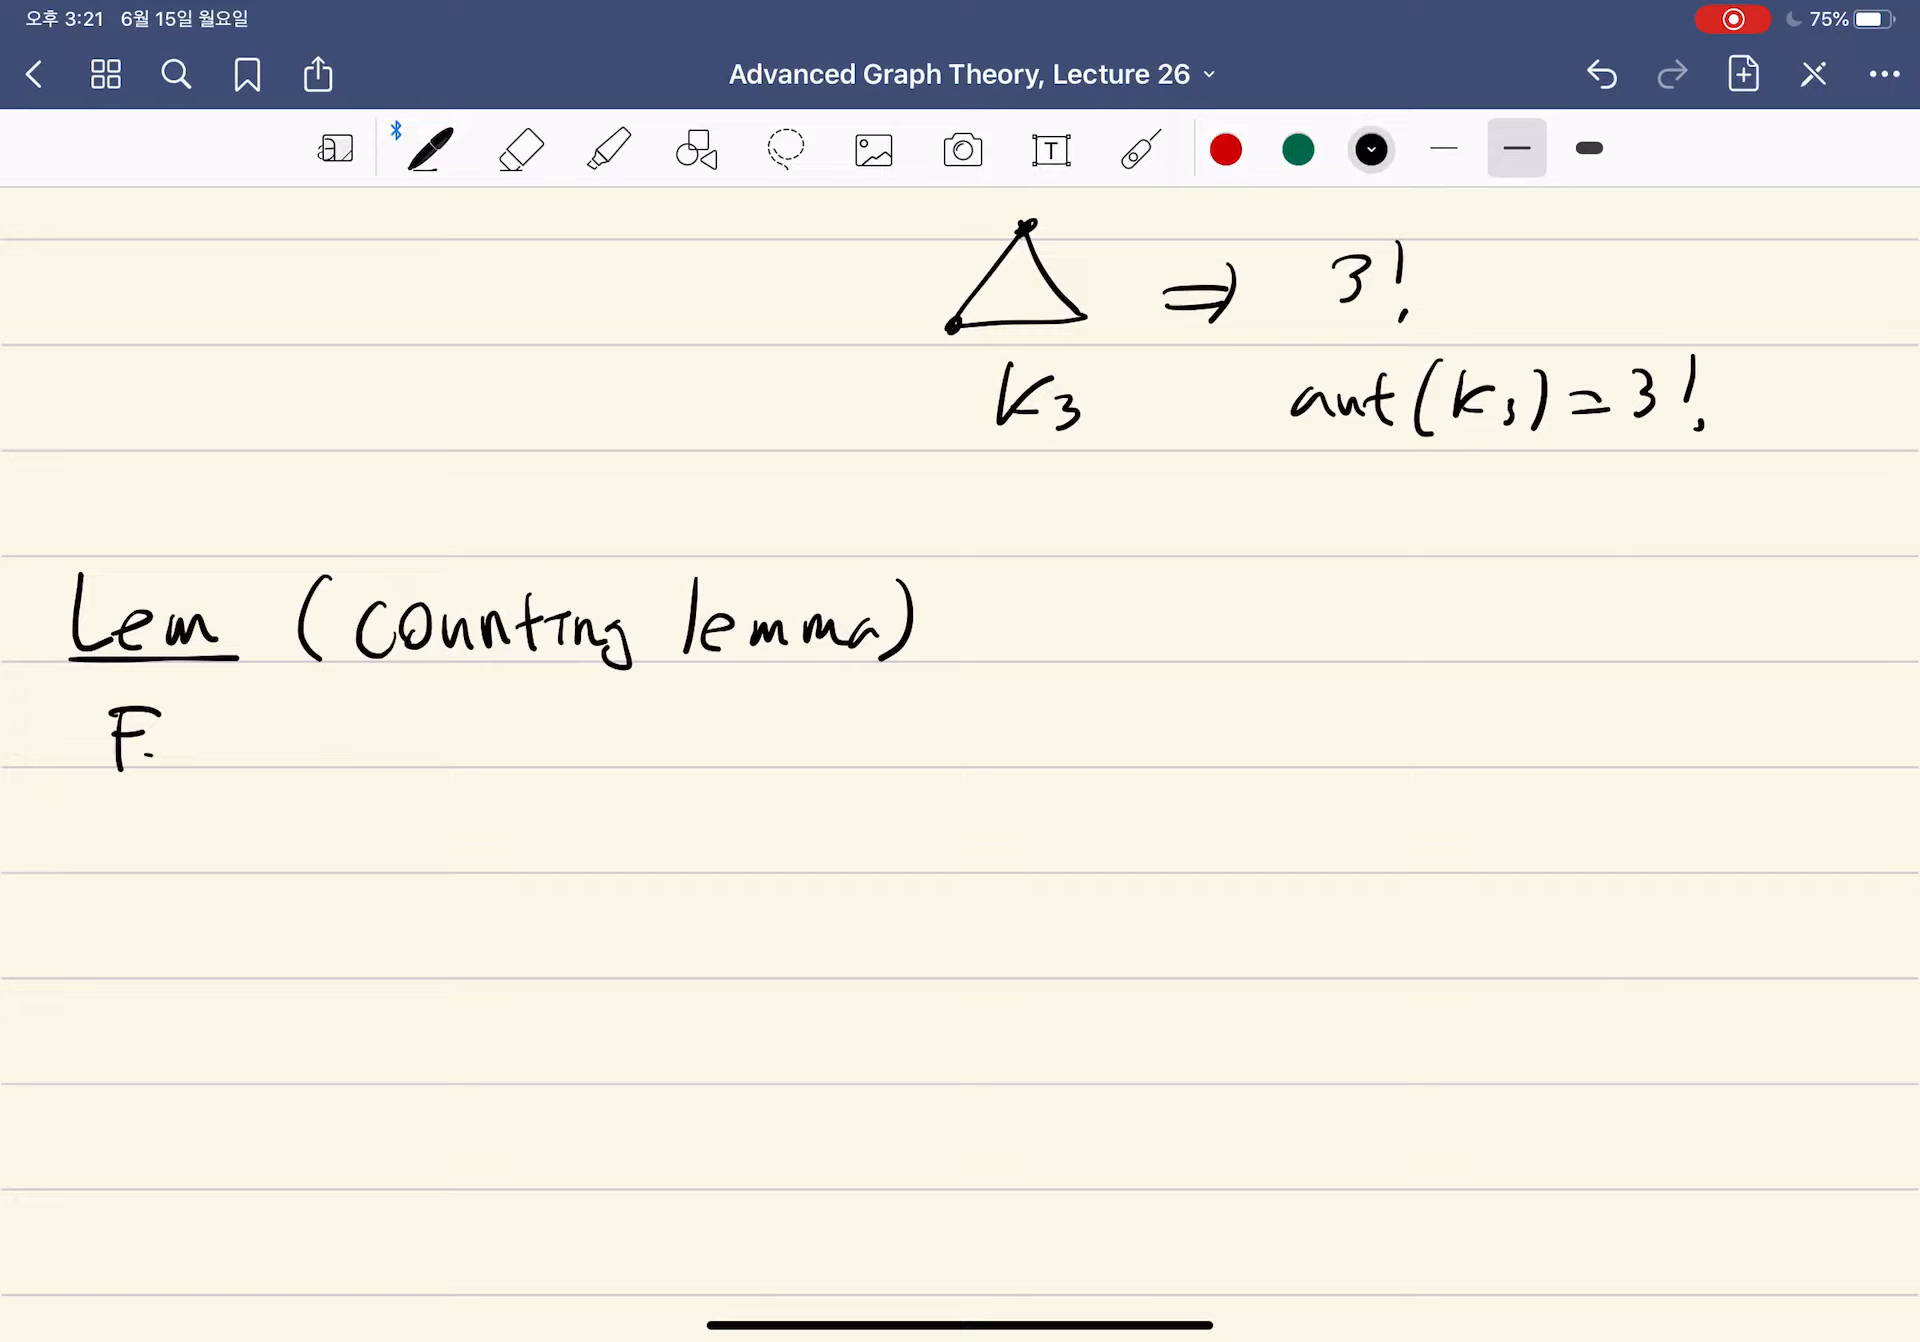 오후 3:21 6월 15일 월요일
75%
Advanced Graph Theory, Lecture 26
⇒ 3!
K3 aut(K3) = 3!
Lem (counting lemma)
F